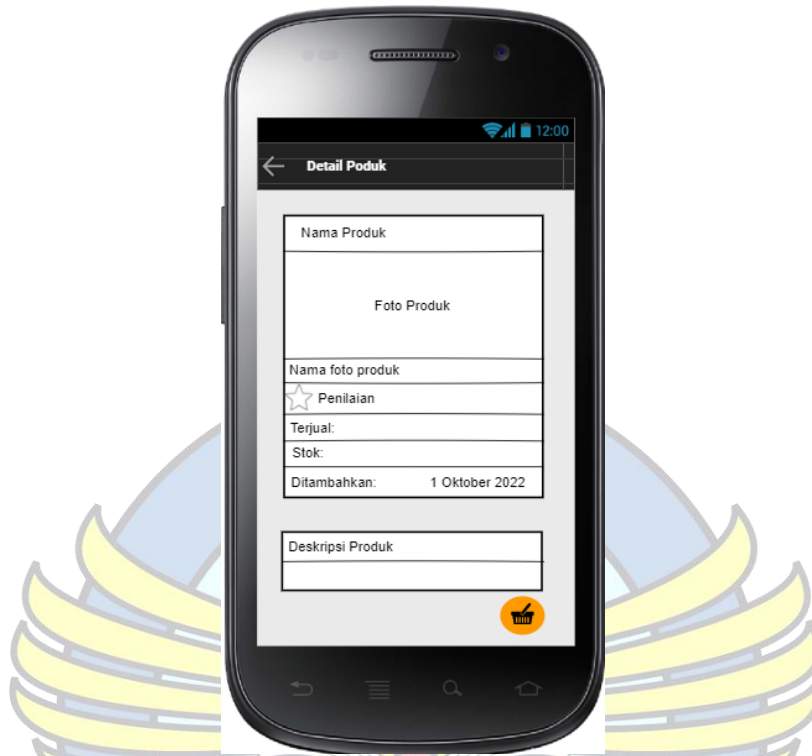 12:00
Detail Poduk
Nama Produk
Foto Produk
Nama foto produk
Penilaian
Terjual:
Stok:
Ditambahkan: 1 Oktober 2022
Deskripsi Produk